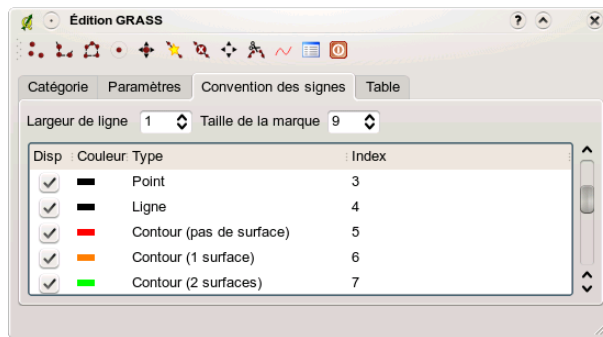 Édition GRASS
Catégorie Paramètres Convention des signes Table
Largeur de ligne 1 Taille de la marque 9
Disp Couleur Type Index
Point 3
Ligne 4
Contour (pas de surface) 5
Contour (1 surface) 6
Contour (2 surfaces) 7